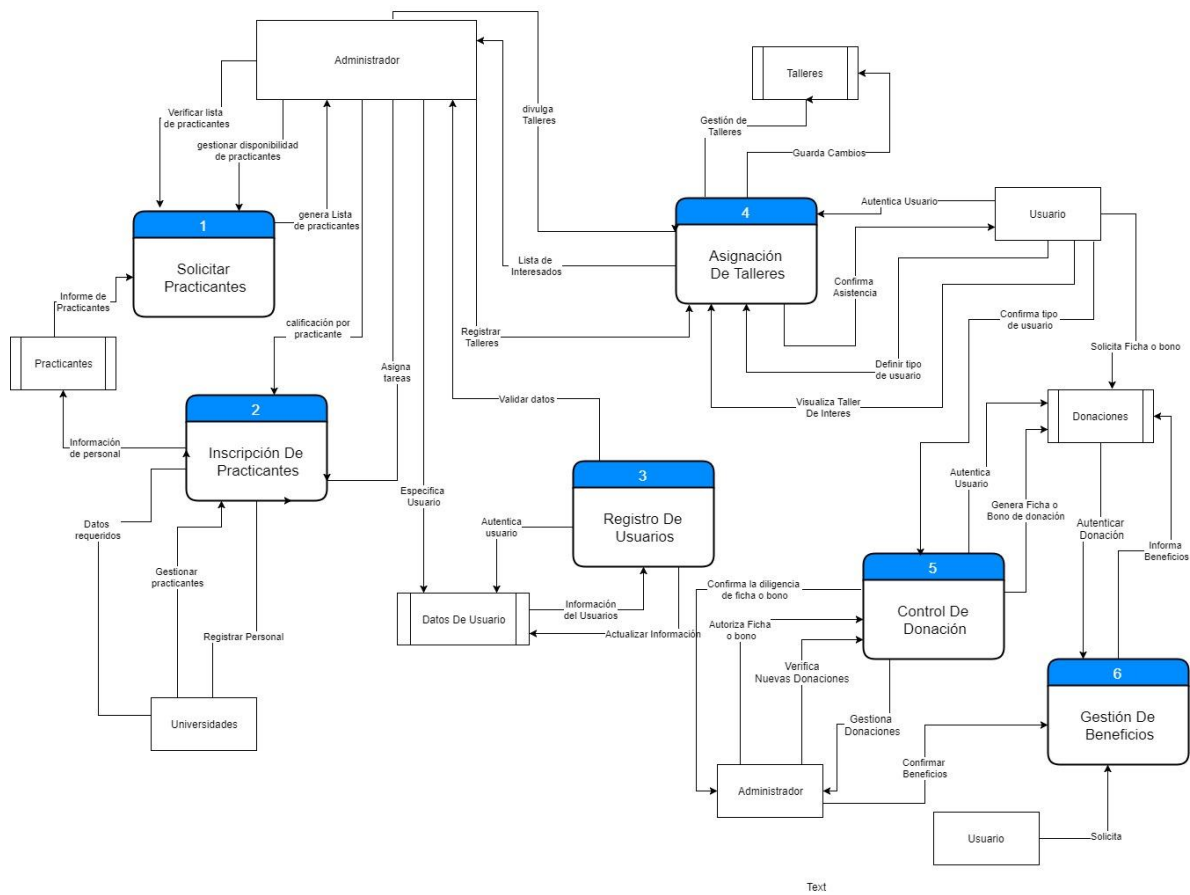 Administrador
Talleres
divulga
Talleres
Verificar lista
de practicantes
Gestión de
Talleres
gestionar disponibilidad
de practicantes
Guarda Cambios
1
Solicitar
Practicantes
genera Lista
de practicantes
4
Asignación
De Talleres
Autentica Usuario
Usuario
Lista de
Interesados
Confirma
Asistencia
Informe de
Practicantes
calificación por
practicante
Registrar
Talleres
Confirma tipo
de usuario
Solicita Ficha o bono
Practicantes
Asigna
tareas
Definir tipo
de usuario
Validar datos
Visualiza Taller
De Interes
2
Inscripción De
Practicantes
Donaciones
Información
de personal
3
Registro De
Usuarios
Autentica
Usuario
Especifica
Usuario
Genera Ficha o
Bono de donación
Datos
requeridos
Autentica
usuario
Autenticar
Donación
Informa
Beneficios
Gestionar
practicantes
5
Control De
Donación
Confirma la diligencia
de ficha o bono
Datos De Usuario
Información
del Usuarios
Registrar Personal
Actualizar Información
Autoriza Ficha
o bono
Verifica
Nuevas Donaciones
6
Gestión De
Beneficios
Universidades
Gestiona
Donaciones
Confirmar
Beneficios
Administrador
Usuario
Solicita
Text